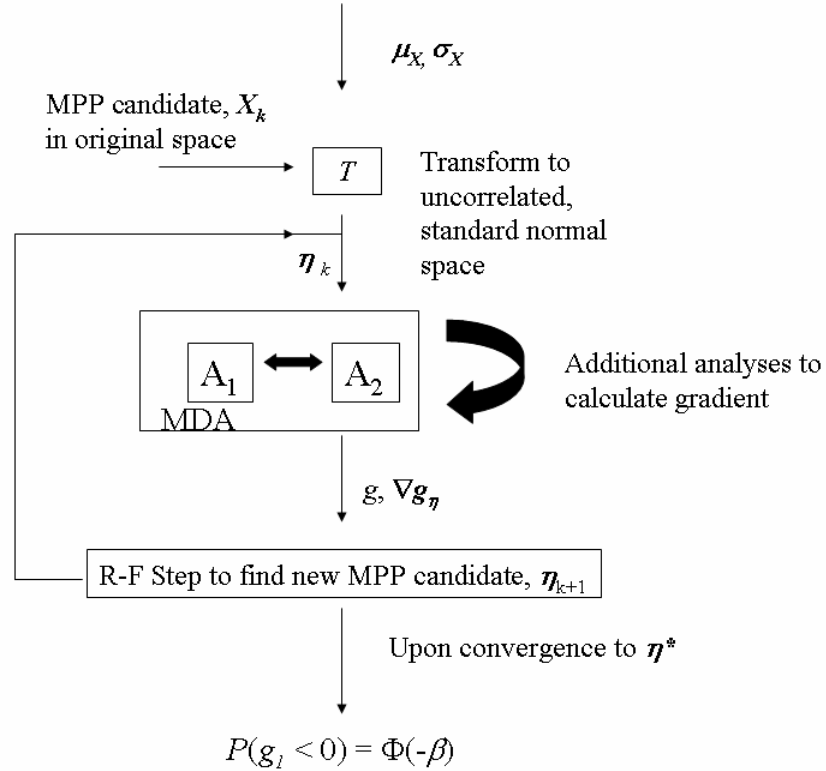 μX, σX
MPP candidate, Xk
in original space
T
Transform to
uncorrelated,
standard normal
space
ηk
A1
A2
MDA
Additional analyses to
calculate gradient
g, ∇gη
R-F Step to find new MPP candidate, ηk+1
Upon convergence to η*
P(gl < 0) = Φ(-β)